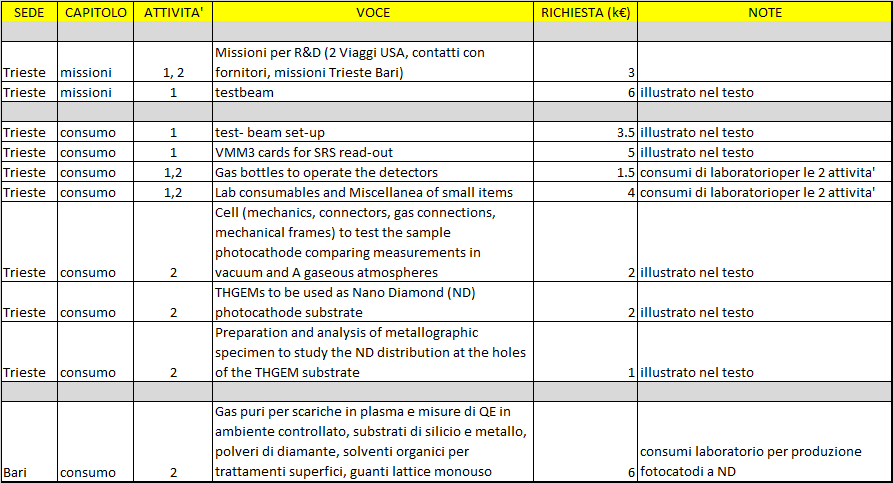 SEDE CAPITOLO ATTIVITA' VOCE RICHIESTA (k€) NOTE
Missioni per R&D (2 Viaggi USA, contatti con
Trieste missioni 1, 2 fornitori, missioni Trieste Bari) 3
Trieste missioni 1 testbeam 6 illustrato nel testo
Trieste consumo 1 test- beam set-up 3.5 illustrato nel testo
Trieste consumo 1 VMM3 cards for SRS read-out 5 illustrato nel testo
Trieste consumo 1,2 Gas bottles to operate the detectors 1.5 consumi di laboratorioper le 2 attivita'
Trieste consumo 1,2 Lab consumables and Miscellanea of small items 4 consumi di laboratorioper le 2 attivita'
Cell (mechanics, connectors, gas connections,
mechanical frames) to test the sample
photocathode comparing measurements in
Trieste consumo 2 vacuum and A gaseous atmospheres 2 illustrato nel testo
THGEMs to be used as Nano Diamond (ND)
Trieste consumo 2 photocathode substrate 2 illustrato nel testo
Preparation and analysis of metallographic
specimen to study the ND distribution at the holes
Trieste consumo 2 of the THGEM substrate 1 illustrato nel testo
Gas puri per scariche in plasma e misure di QE in
ambiente controllato, substrati di silicio e metallo,
polveri di diamante, solventi organici per consumi laboratorio per produzione
Bari consumo 2 trattamenti superfici, guanti lattice monouso 6 fotocatodi a ND